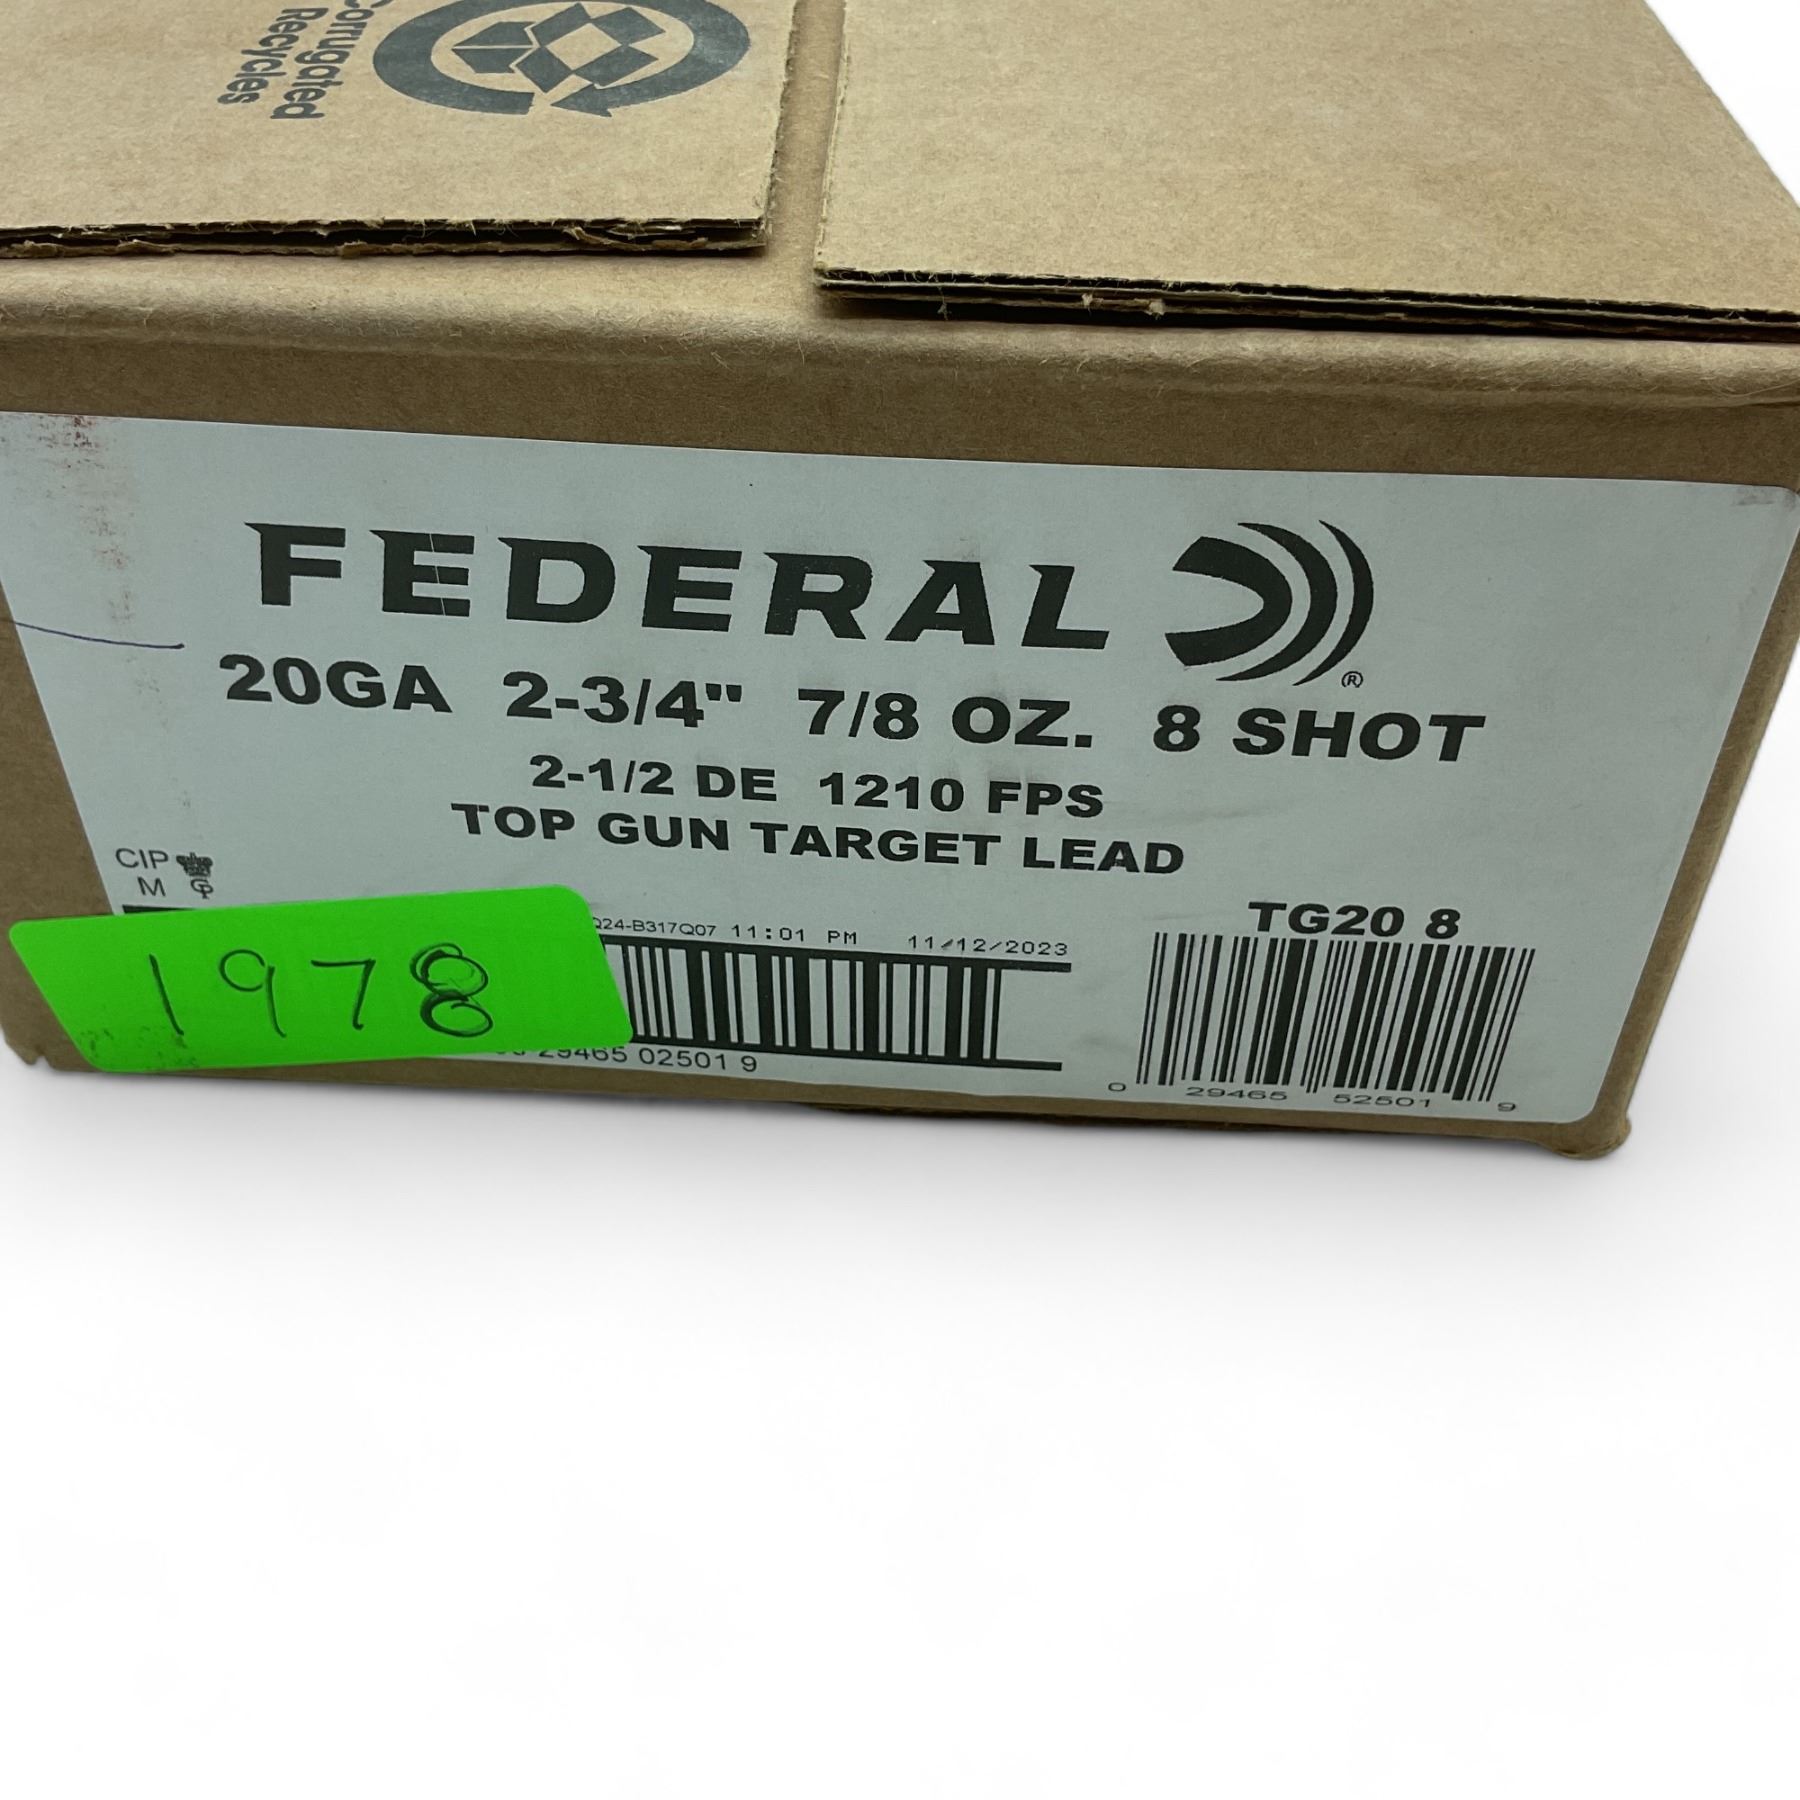 Corrugated
Recycles
FEDERAL ®
20GA 2-3/4" 7/8 OZ. 8 SHOT
2-1/2 DE 1210 FPS
TOP GUN TARGET LEAD
CIP
M
TG20 8
Q24-B317Q07 11:01 PM 11/12/2023
1978
29465 02501 9
0 29465 52501 9